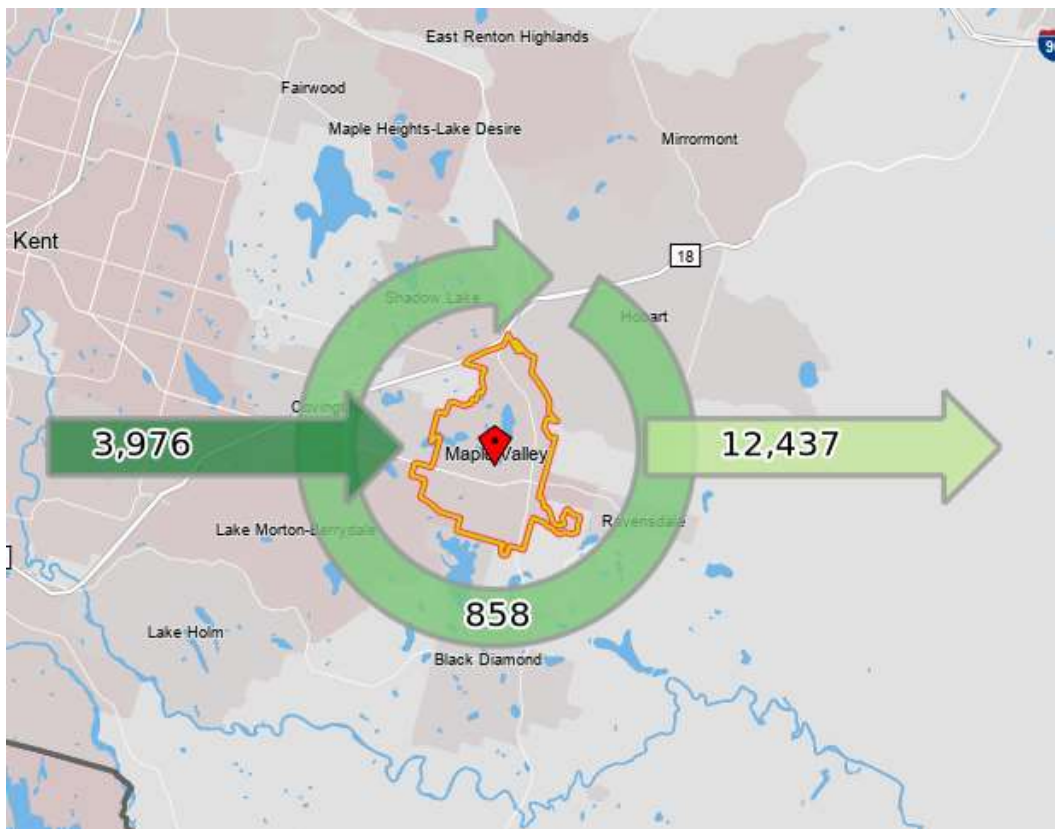 East Renton Highlands
Fairwood
Maple Heights-Lake Desire
Mirrormont
Kent
18
Shadow Lake
Hobart
3,976
12,437
Maple Valley
Lake Morton-Berrydale
Ravensdale
858
Lake Holm
Black Diamond